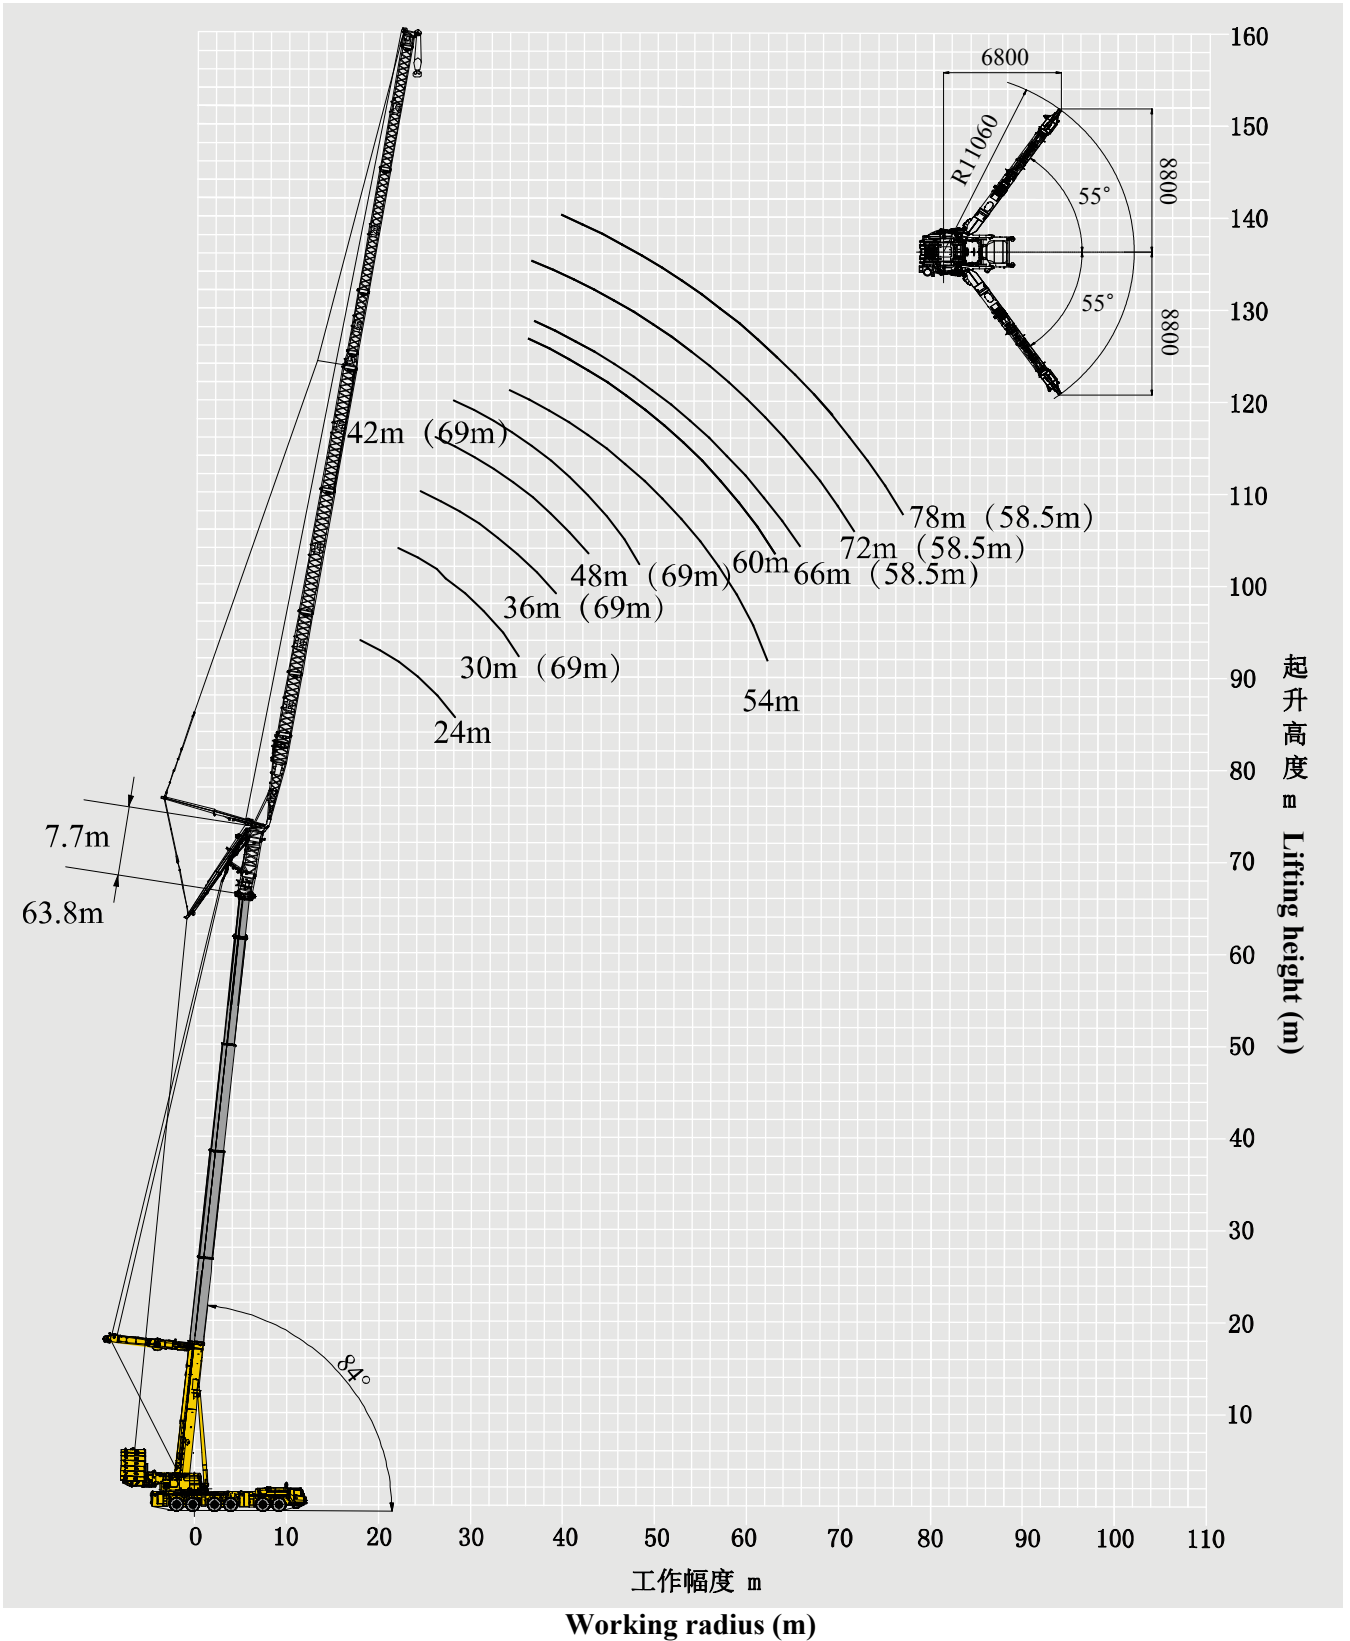 160
150
140
130
120
110
100
90
80
70
60
50
40
30
20
10
起升高度 m Lifting height (m)
6800
R11060
8800
55°
55°
8800
42m（69m）
78m（58.5m）
72m（58.5m）
60m
66m（58.5m）
48m（69m）
36m（69m）
30m（69m）
54m
24m
7.7m
63.8m
84°
0 10 20 30 40 50 60 70 80 90 100 110
工作幅度 m
Working radius (m)